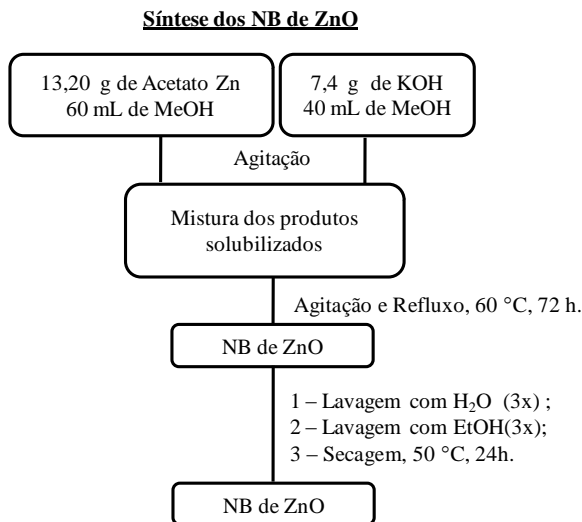 Síntese dos NB de ZnO
13,20 g de Acetato Zn
60 mL de MeOH
7,4 g de KOH
40 mL de MeOH
Agitação
Mistura dos produtos
solubilizados
Agitação e Refluxo, 60 °C, 72 h.
NB de ZnO
1 – Lavagem com H₂O (3x) ;
2 – Lavagem com EtOH(3x);
3 – Secagem, 50 °C, 24h.
NB de ZnO